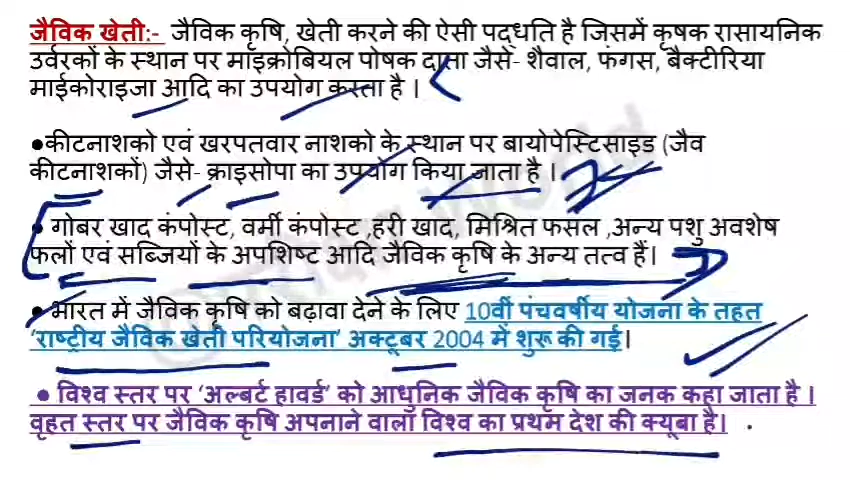 जैविक खेती:- जैविक कृषि, खेती करने की ऐसी पद्धति है जिसमें कृषक रासायनिक
उर्वरकों के स्थान पर माइक्रोबियल पोषक दाता जैसे- शैवाल, फंगस, बैक्टीरिया
माईकोराइजा आदि का उपयोग करता है ।
●कीटनाशको एवं खरपतवार नाशको के स्थान पर बायोपेस्टिसाइड (जैव
कीटनाशकों) जैसे- क्राइसोपा का उपयोग किया जाता है ।
● गोबर खाद कंपोस्ट, वर्मी कंपोस्ट ,हरी खाद, मिश्रित फसल ,अन्य पशु अवशेष
फलों एवं सब्जियों के अपशिष्ट आदि जैविक कृषि के अन्य तत्व हैं।
● भारत में जैविक कृषि को बढ़ावा देने के लिए 10वीं पंचवर्षीय योजना के तहत
‘राष्ट्रीय जैविक खेती परियोजना’ अक्टूबर 2004 में शुरू की गई।
● विश्व स्तर पर ‘अल्बर्ट हावर्ड’ को आधुनिक जैविक कृषि का जनक कहा जाता है ।
वृहत स्तर पर जैविक कृषि अपनाने वाला विश्व का प्रथम देश की क्यूबा है।